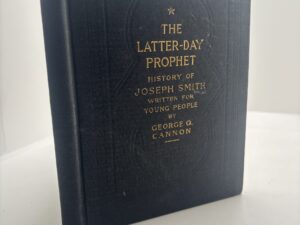 THE
LATTER-DAY
PROPHET
HISTORY OF
JOSEPH SMITH
WRITTEN FOR
YOUNG PEOPLE
BY
GEORGE Q.
CANNON